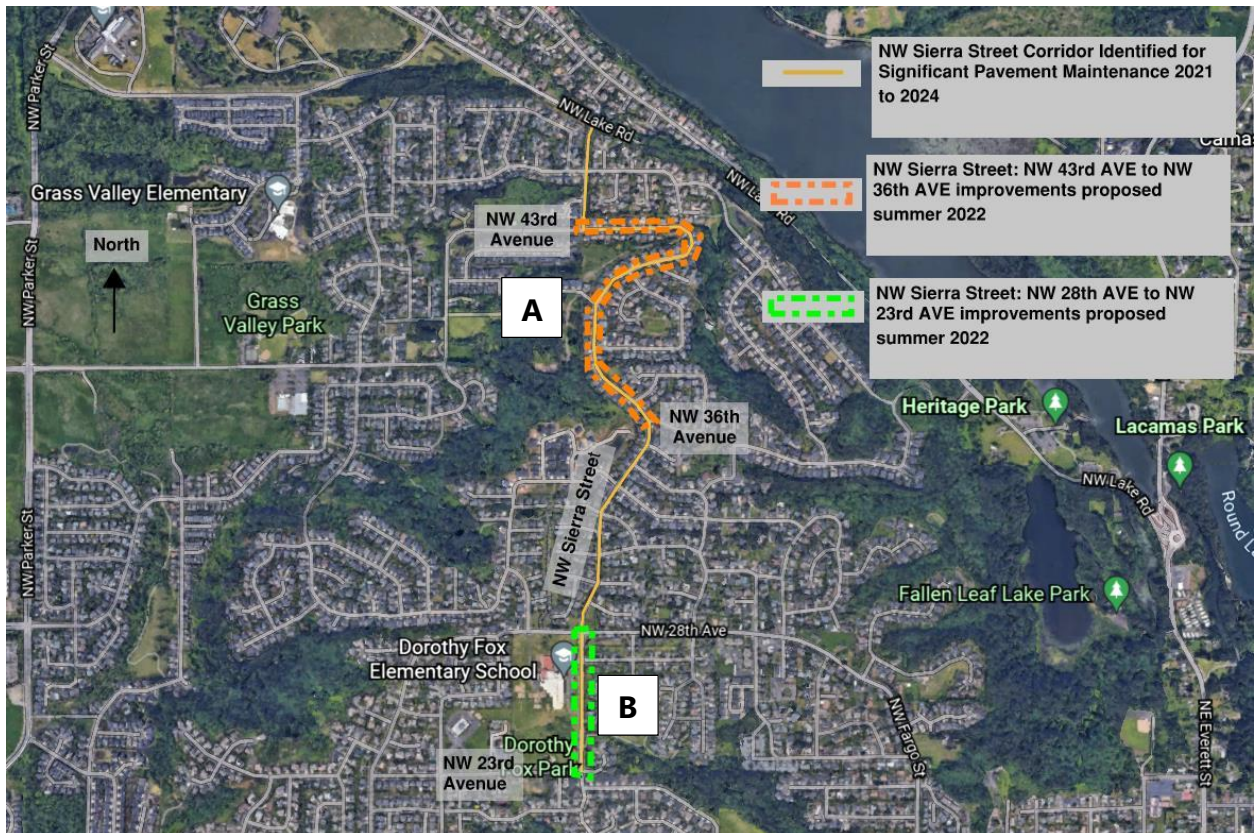 NW Sierra Street Corridor Identified for
Significant Pavement Maintenance 2021
to 2024
NW Parker St
NW Lake Rd
Camas
Grass Valley Elementary
NW Lake Rd
NW Sierra Street: NW 43rd AVE to NW
36th AVE improvements proposed
summer 2022
NW 43rd
Avenue
North
NW Parker St
A
Grass
Valley Park
NW Sierra Street: NW 28th AVE to NW
23rd AVE improvements proposed
summer 2022
NW 36th
Avenue
Heritage Park
Lacamas Park
NW Lake Rd
Round L
NW Sierra Street
NW Parker St
Fallen Leaf Lake Park
NW 28th Ave
Dorothy Fox
Elementary School
B
NW Fargo St
NE Everett St
Dorothy
Fox Park
NW 23rd
Avenue